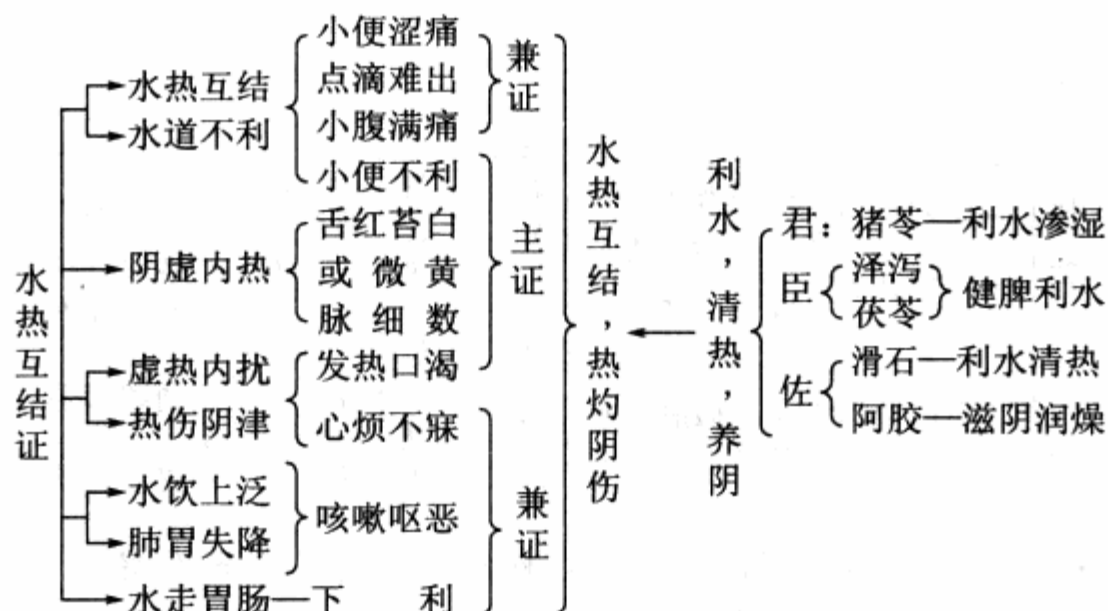 水热互结证
水热互结
水道不利
小便涩痛
点滴难出
小腹满痛
小便不利
兼证
阴虚内热
舌红苔白
或微黄
脉细数
主证
虚热内扰
热伤阴津
发热口渴
心烦不寐
水饮上泛
肺胃失降
咳嗽呕恶
水走胃肠—下利
兼证
水热互结，热灼阴伤
利水，清热，养阴
君：猪苓—利水渗湿
臣
泽泻
茯苓
健脾利水
佐
滑石—利水清热
阿胶—滋阴润燥